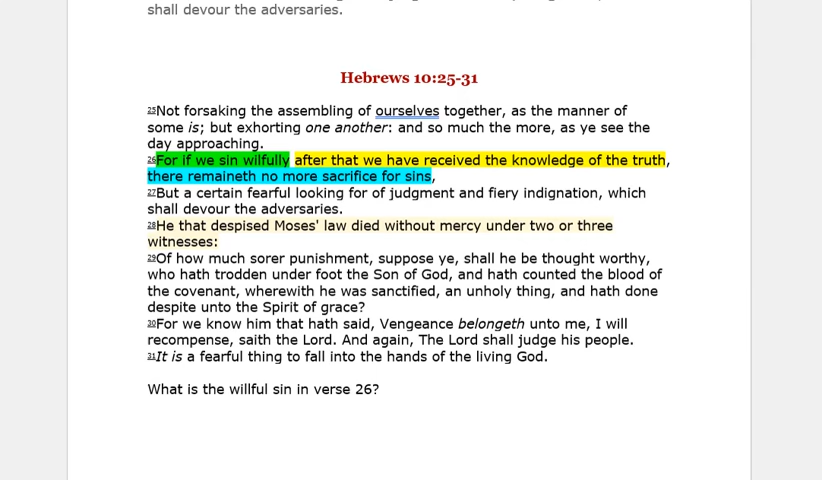 shall devour the adversaries.
Hebrews 10:25-31
25Not forsaking the assembling of ourselves together, as the manner of
some is; but exhorting one another: and so much the more, as ye see the
day approaching.
26For if we sin wilfully after that we have received the knowledge of the truth,
there remaineth no more sacrifice for sins,
27But a certain fearful looking for of judgment and fiery indignation, which
shall devour the adversaries.
28He that despised Moses' law died without mercy under two or three
witnesses:
29Of how much sorer punishment, suppose ye, shall he be thought worthy,
who hath trodden under foot the Son of God, and hath counted the blood of
the covenant, wherewith he was sanctified, an unholy thing, and hath done
despite unto the Spirit of grace?
30For we know him that hath said, Vengeance belongeth unto me, I will
recompense, saith the Lord. And again, The Lord shall judge his people.
31It is a fearful thing to fall into the hands of the living God.
What is the willful sin in verse 26?